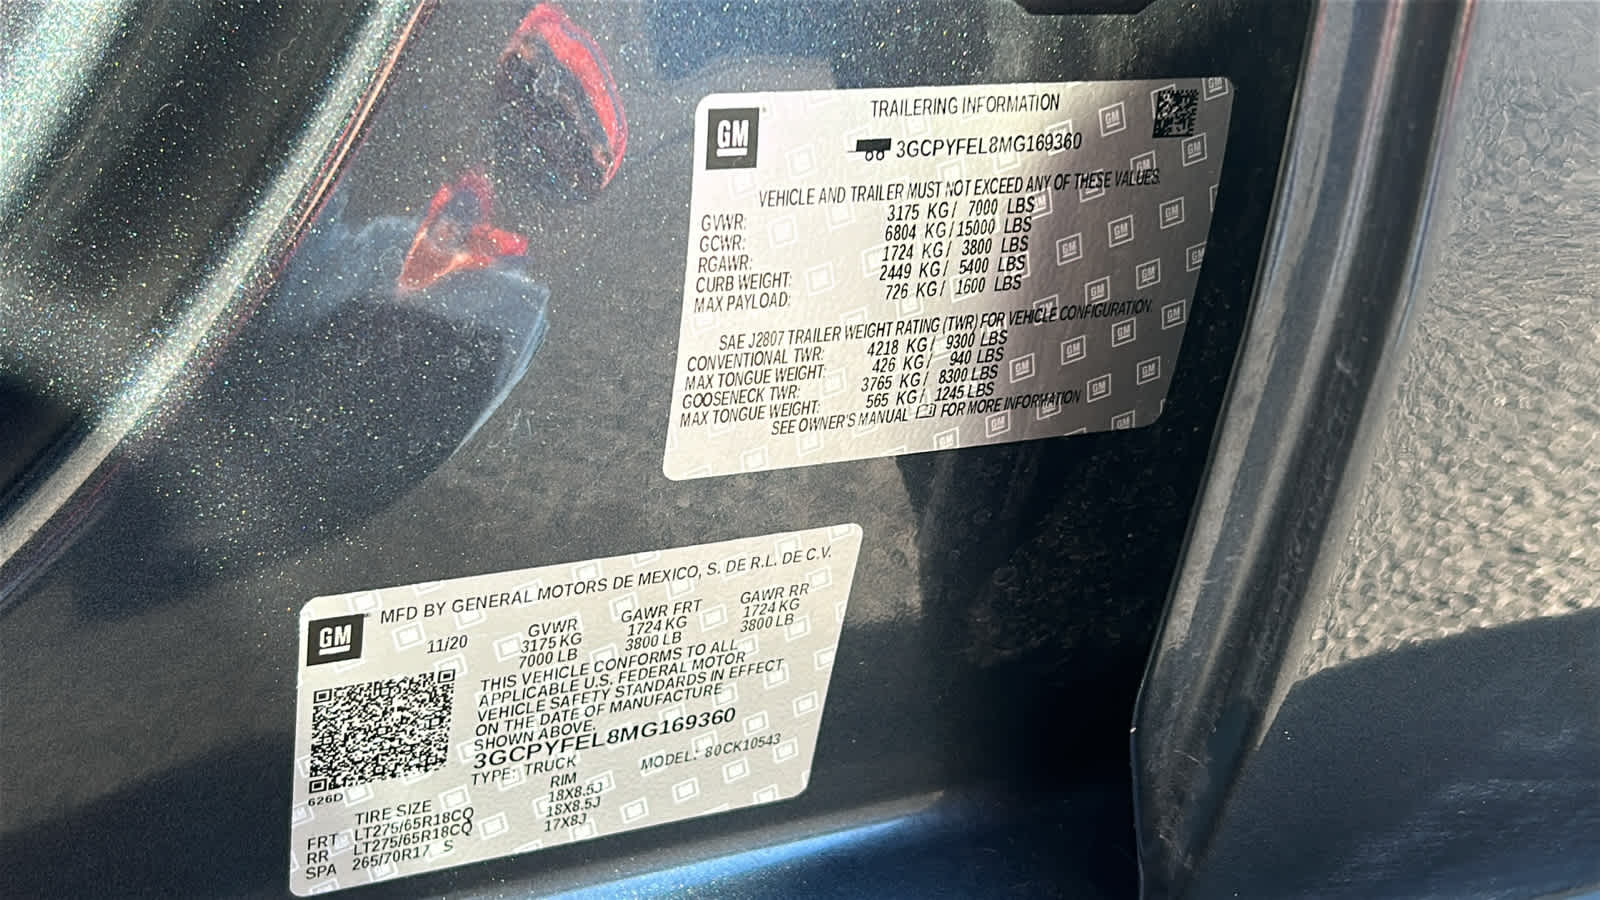 GM
TRAILERING INFORMATION
3GCPYFEL8MG169360
VEHICLE AND TRAILER MUST NOT EXCEED ANY OF THESE VALUES.
GVWR: 3175 KG / 7000 LBS
GCWR: 6804 KG / 15000 LBS
RGAWR: 1724 KG / 3800 LBS
CURB WEIGHT: 2449 KG / 5400 LBS
MAX PAYLOAD: 726 KG / 1600 LBS
SAE J2807 TRAILER WEIGHT RATING (TWR) FOR VEHICLE CONFIGURATION.
CONVENTIONAL TWR: 4218 KG / 9300 LBS
MAX TONGUE WEIGHT: 426 KG / 940 LBS
GOOSENECK TWR: 3765 KG / 8300 LBS
MAX TONGUE WEIGHT: 565 KG / 1245 LBS
SEE OWNER'S MANUAL FOR MORE INFORMATION
GM
MFD BY GENERAL MOTORS DE MEXICO, S. DE R.L. DE C.V.
11/20 GVWR GAWR FRT GAWR RR
3175 KG 1724 KG 1724 KG
7000 LB 3800 LB 3800 LB
THIS VEHICLE CONFORMS TO ALL
APPLICABLE U.S. FEDERAL MOTOR
VEHICLE SAFETY STANDARDS IN EFFECT
ON THE DATE OF MANUFACTURE
SHOWN ABOVE.
3GCPYFEL8MG169360
TYPE: TRUCK MODEL: 80CK10543
626D
TIRE SIZE RIM
FRT LT275/65R18CQ 18X8.5J
RR LT275/65R18CQ 18X8.5J
SPA 265/70R17 S 17X8J